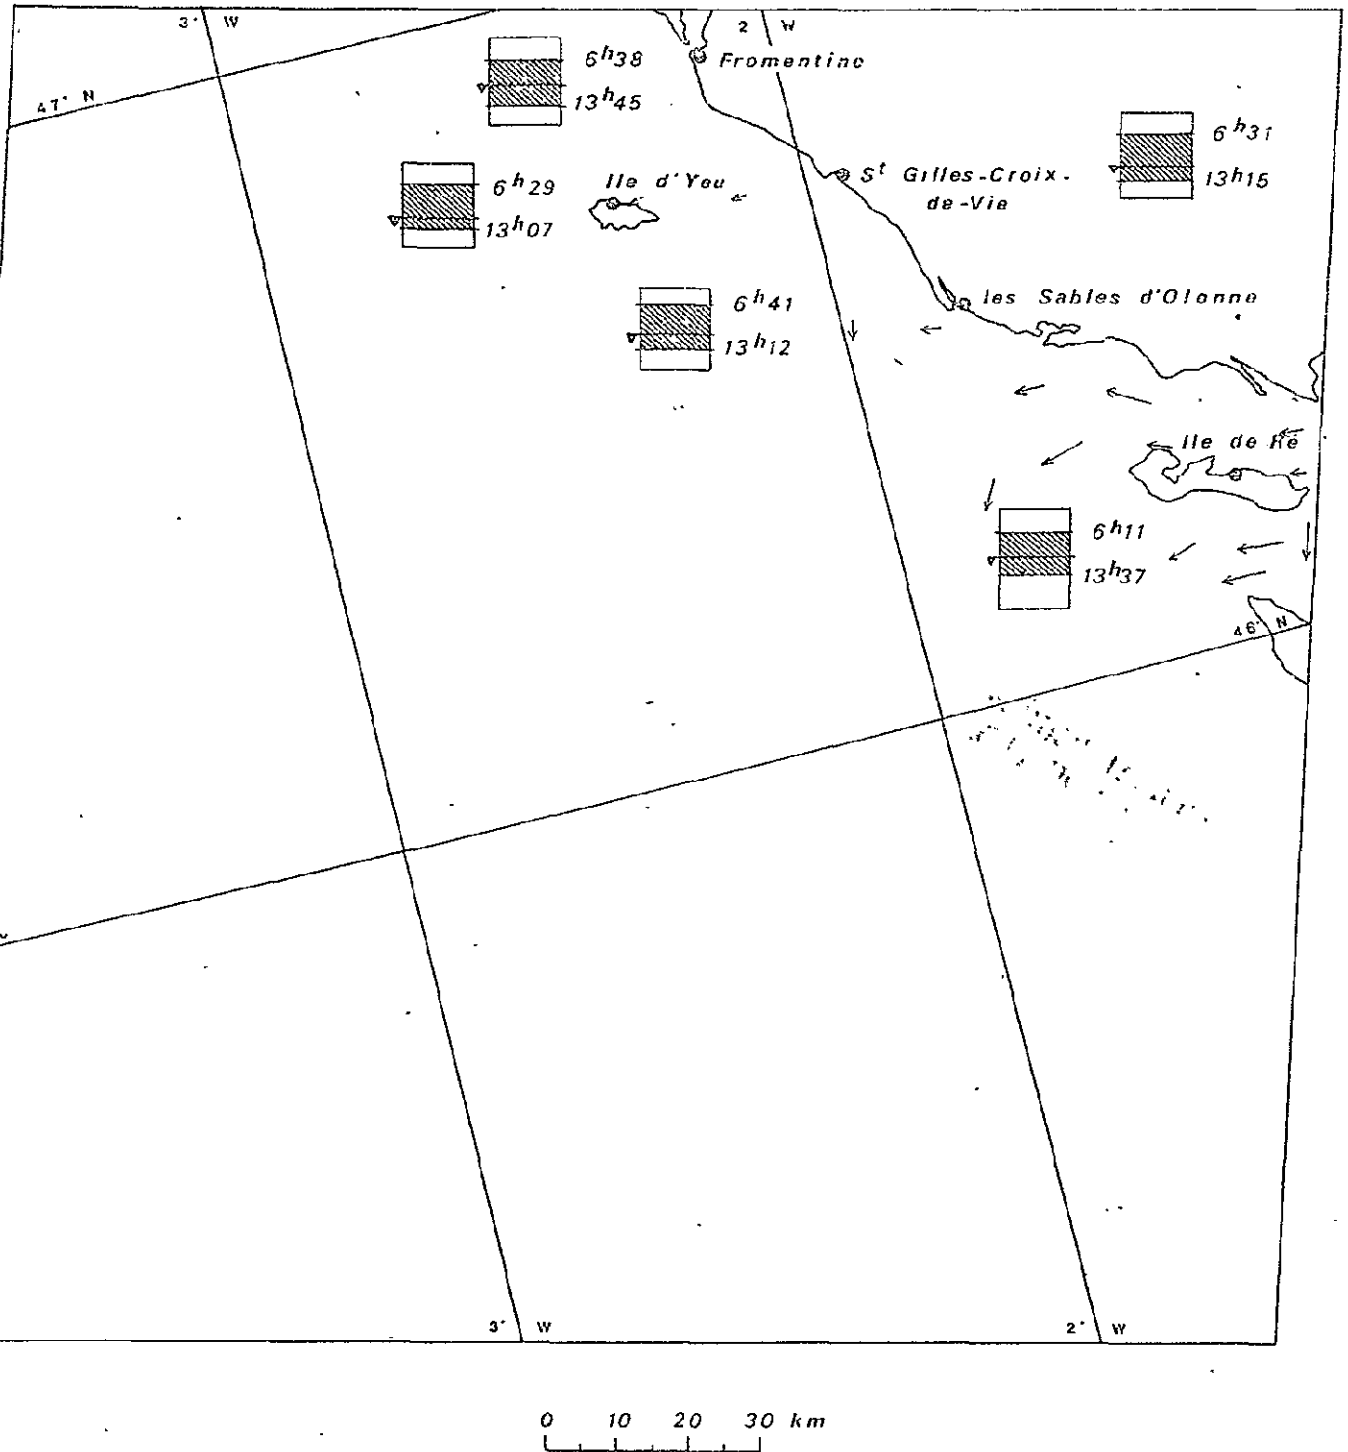 3° W
2 W
47° N
6h38
13h45
Fromentine
6h31
13h15
6h29
13h07
Ile d'Yeu
St Gilles-Croix-
de-Vie
6h41
13h12
les Sables d'Olonne
Ile de Ré
6h11
13h37
46° N
3° W
2° W
0 10 20 30 km